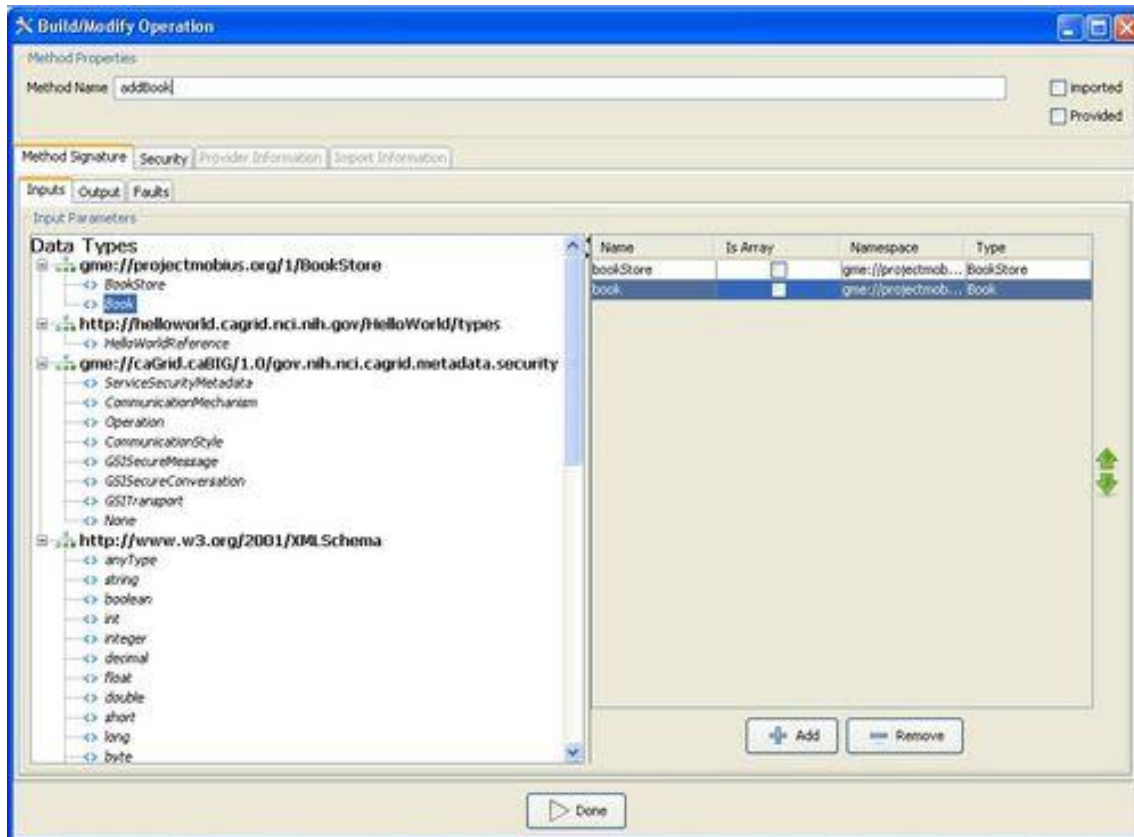 Build/Modify Operation
Method Properties
Method Name addBook
imported
Provided
Method Signature Security Provider Information Import Information
Inputs Output Faults
Input Parameters
Data Types
gme://projectmobius.org/1/BookStore
<> BookStore
<> Book
http://helloworld.cagrid.nci.nih.gov/HelloWorld/types
<> HelloWorldReference
gme://caGrid.caBIG/1.0/gov.nih.nci.cagrid.metadata.security
<> ServiceSecurityMetadata
<> CommunicationMechanism
<> Operation
<> CommunicationStyle
<> GSISecureMessage
<> GSISecureConversation
<> GSITransport
<> None
http://www.w3.org/2001/XMLSchema
<> anyType
<> string
<> boolean
<> int
<> integer
<> decimal
<> float
<> double
<> short
<> long
<> byte
Name Is Array Namespace Type
bookStore gme://projectmob... BookStore
book gme://projectmob... Book
Add Remove
Done